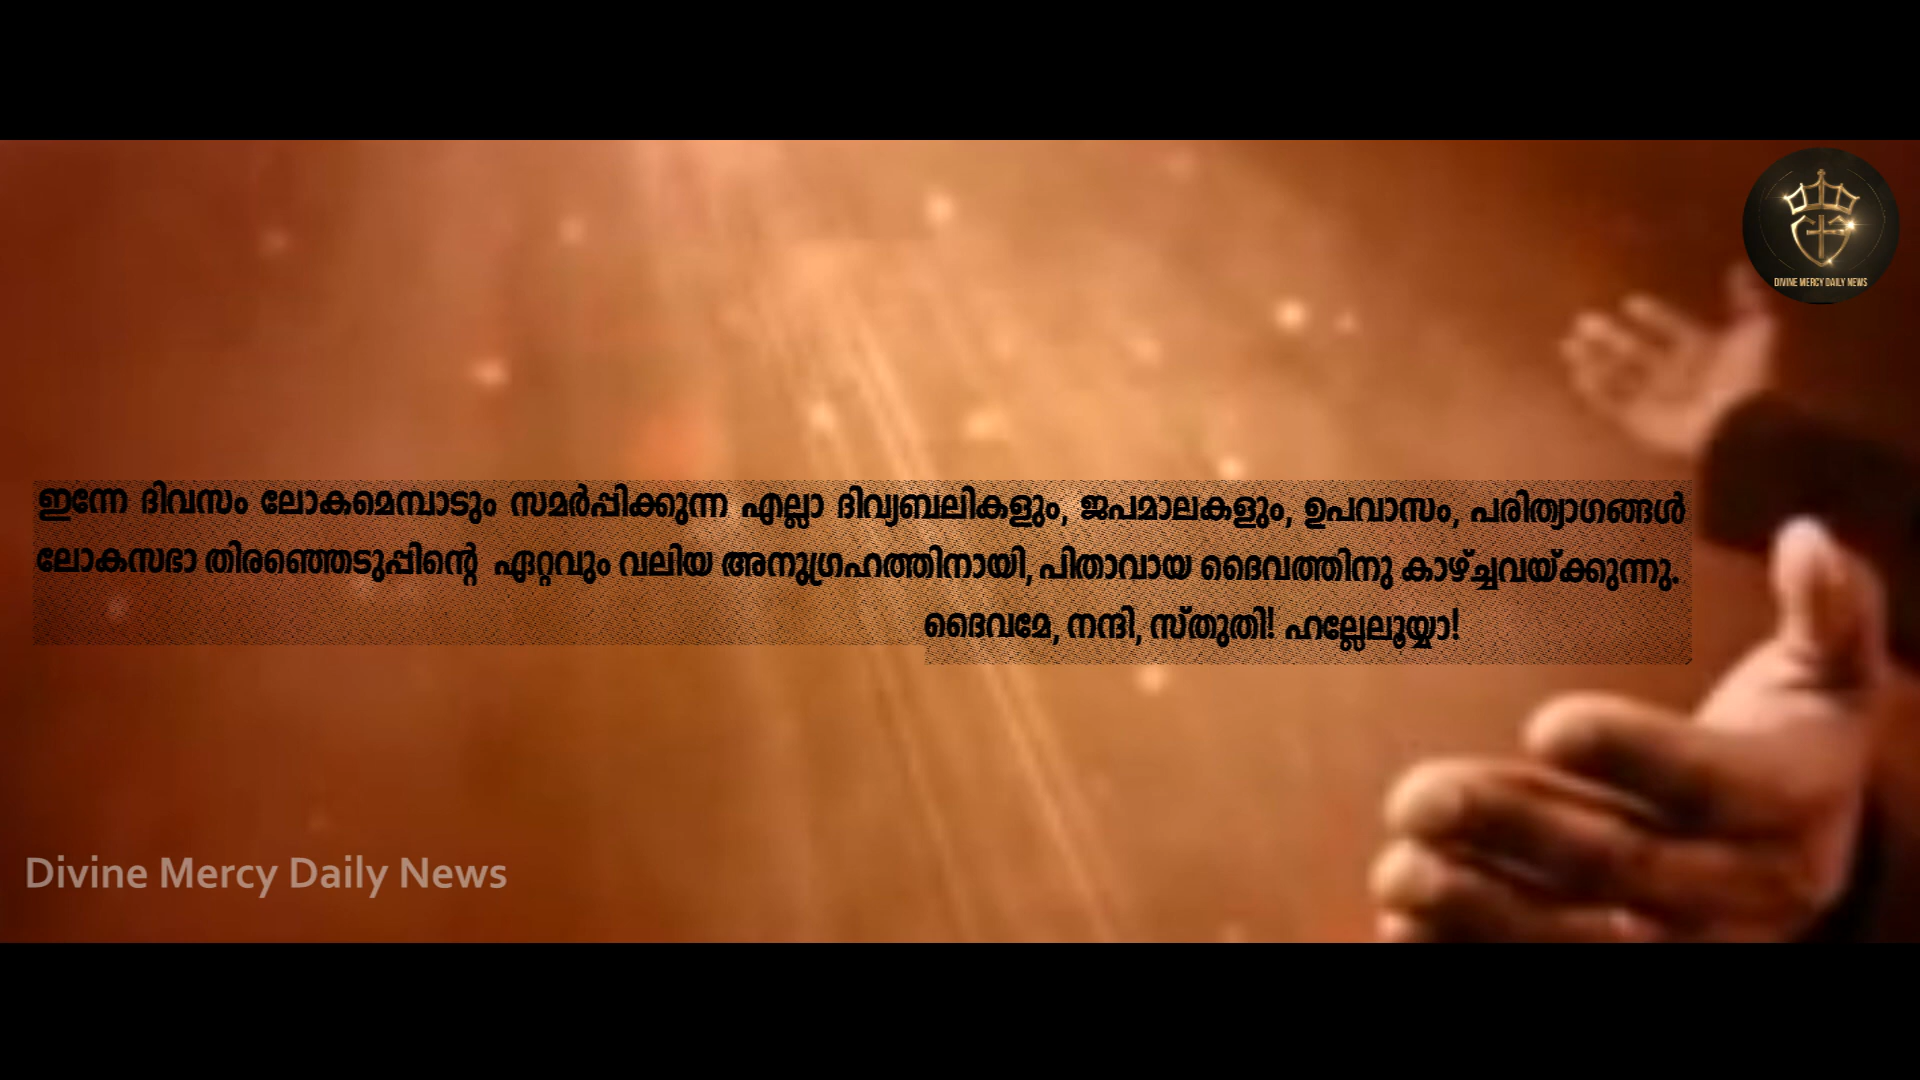 DIVINE MERCY DAILY NEWS
ഇന്നേ ദിവസം ലോകമെമ്പാടും സമർപ്പിക്കുന്ന എല്ലാ ദിവ്യബലികളും, ജപമാലകളും, ഉപവാസം, പരിത്യാഗങ്ങൾ
ലോകസഭാ തിരഞ്ഞെടുപ്പിന്റെ ഏറ്റവും വലിയ അനുഗ്രഹത്തിനായി, പിതാവായ ദൈവത്തിനു കാഴ്ച്ചവയ്ക്കുന്നു.
ദൈവമേ, നന്ദി, സ്തുതി! ഹല്ലേലൂയ്യാ!
Divine Mercy Daily News